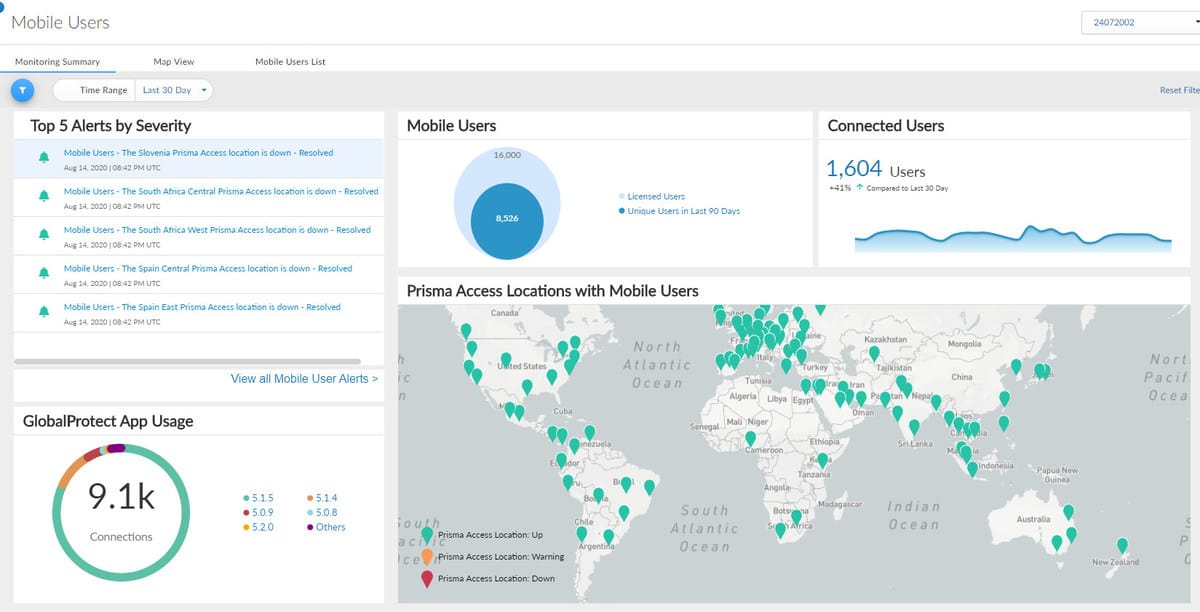 Mobile Users
24072002
Monitoring Summary
Map View
Mobile Users List
Time Range
Last 30 Day
Reset Filte
Top 5 Alerts by Severity
Mobile Users - The Slovenia Prisma Access location is down - Resolved
Aug 14, 2020 | 08:42 PM UTC
Mobile Users - The South Africa Central Prisma Access location is down - Resolved
Aug 14, 2020 | 08:42 PM UTC
Mobile Users - The South Africa West Prisma Access location is down - Resolved
Aug 14, 2020 | 08:42 PM UTC
Mobile Users - The Spain Central Prisma Access location is down - Resolved
Aug 14, 2020 | 08:42 PM UTC
Mobile Users - The Spain East Prisma Access location is down - Resolved
Aug 14, 2020 | 08:42 PM UTC
View all Mobile User Alerts >
GlobalProtect App Usage
9.1k
Connections
5.1.5
5.1.4
5.0.9
5.0.8
5.2.0
Others
Mobile Users
16,000
8,526
Licensed Users
Unique Users in Last 90 Days
Connected Users
1,604 Users
+41% Compared to Last 30 Day
Prisma Access Locations with Mobile Users
Canada
United States
Cuba
North
Atlantic
Ocean
Italy
Turkey
Kazakhstan
Mongolia
Tajikistan
China
Tunisia
Algeria
Libya
Egypt
Iran
Nepal
Oman
Mali
Niger
Senegal
Ethiopia
Cameroon
Tanzania
Angola
Madagascar
Sri Lanka
Indonesia
Papua New
Guinea
Chile
Argentina
South
Atlantic
Ocean
Indian
Ocean
Australia
New Zealand
North
Pacif
Ocea
Prisma Access Location: Up
Prisma Access Location: Warning
Prisma Access Location: Down